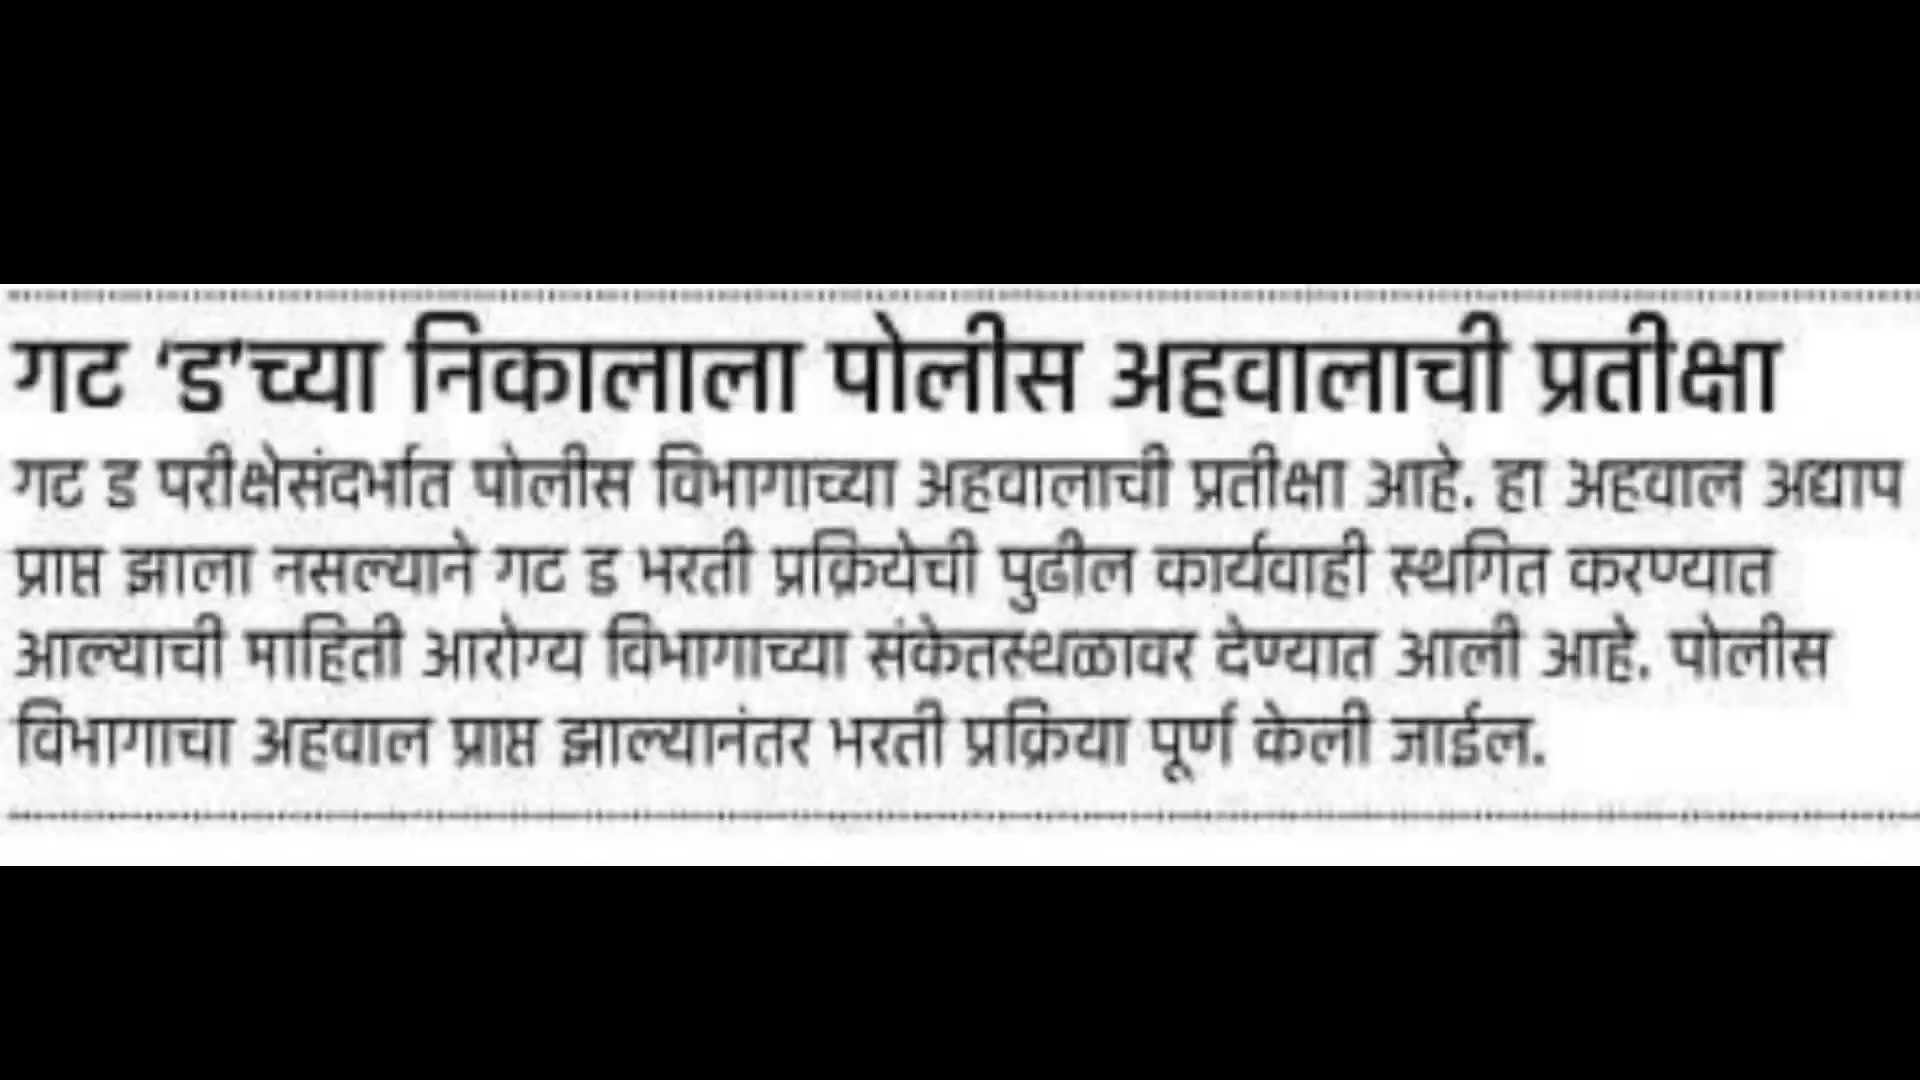 गट ‘ड’च्या निकालाला पोलीस अहवालाची प्रतीक्षा
गट ड परीक्षेसंदर्भात पोलीस विभागाच्या अहवालाची प्रतीक्षा आहे. हा अहवाल अद्याप
प्राप्त झाला नसल्याने गट ड भरती प्रक्रियेची पुढील कार्यवाही स्थगित करण्यात
आल्याची माहिती आरोग्य विभागाच्या संकेतस्थळावर देण्यात आली आहे. पोलीस
विभागाचा अहवाल प्राप्त झाल्यानंतर भरती प्रक्रिया पूर्ण केली जाईल.